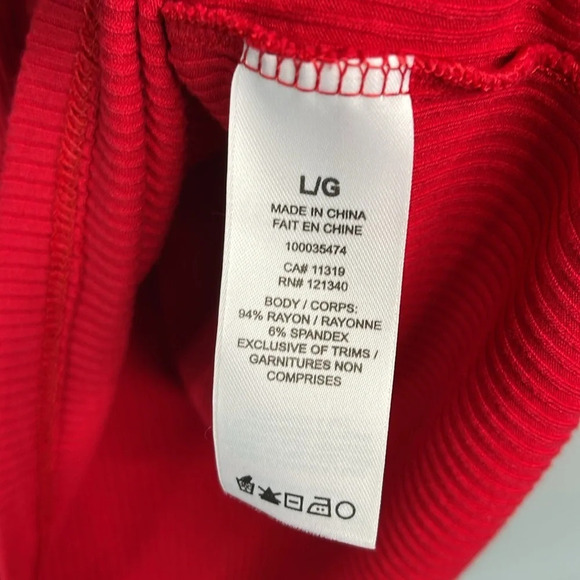 L/G
MADE IN CHINA
FAIT EN CHINE
100035474
CA# 11319
RN# 121340
BODY / CORPS:
94% RAYON / RAYONNE
6% SPANDEX
EXCLUSIVE OF TRIMS /
GARNITURES NON
COMPRISES